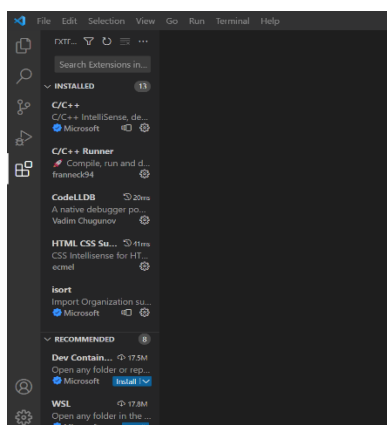 File Edit Selection View Go Run Terminal Help
EXTE...
Search Extensions in...
INSTALLED 13
C/C++
C/C++ IntelliSense, de...
Microsoft
C/C++ Runner
🚀 Compile, run and d...
franneck94
CodeLLDB 20ms
A native debugger po...
Vadim Chugunov
HTML CSS Su... 41ms
CSS Intellisense for HT...
ecmel
isort
Import Organization su...
Microsoft
RECOMMENDED 8
Dev Contain... 17.5M
Open any folder or rep...
Microsoft Install
WSL 17.8M
Open any folder in the ...
Microsoft